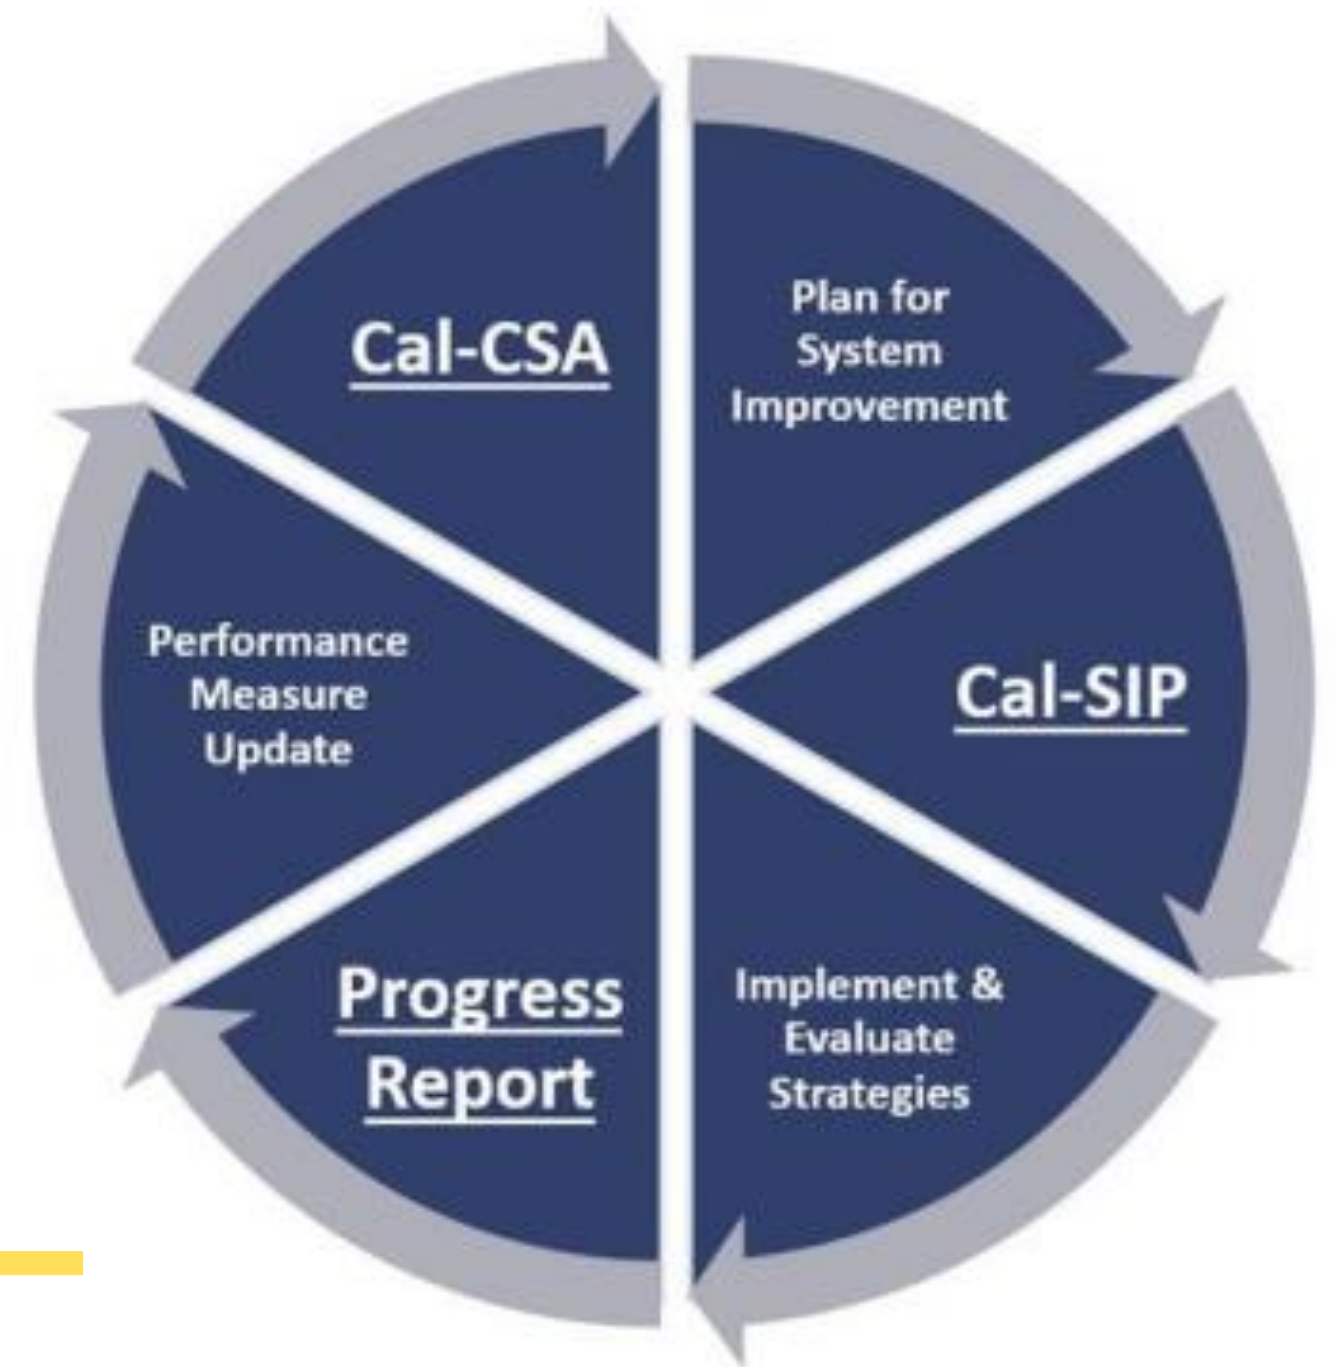 Cal-CSA
Plan for
System
Improvement
Cal-SIP
Implement &
Evaluate
Strategies
Progress
Report
Performance
Measure
Update